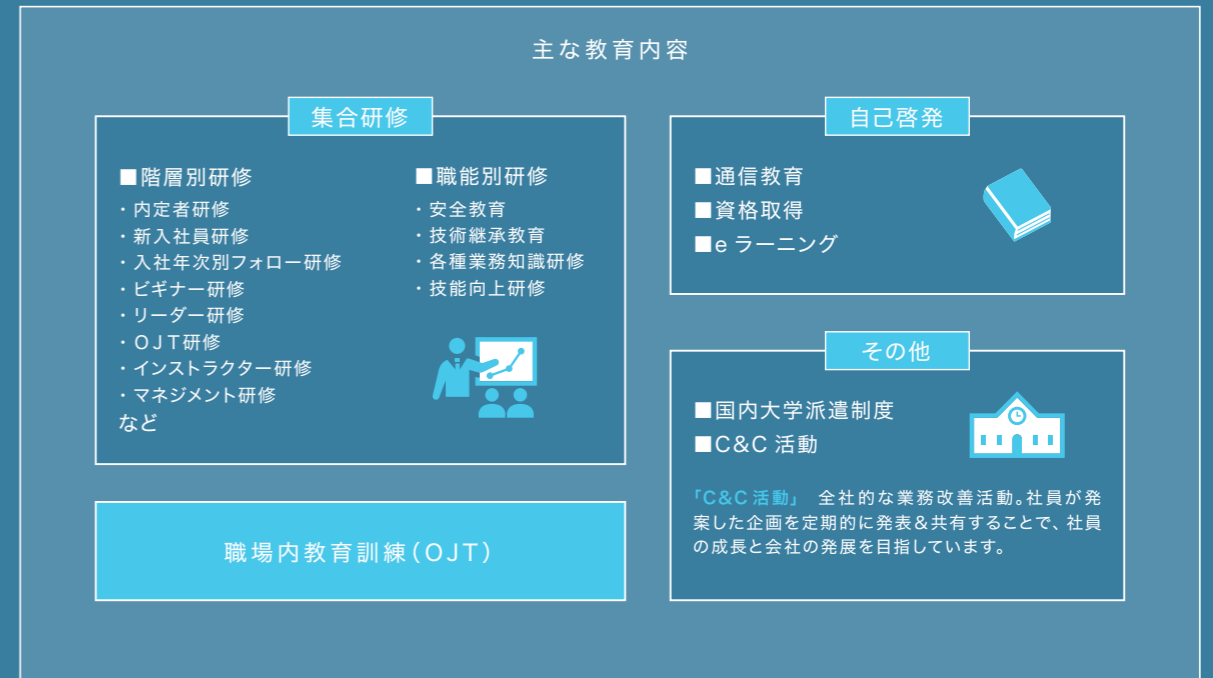 主な教育内容
集合研修
■階層別研修
・内定者研修
・新入社員研修
・入社年次別フォロー研修
・ビギナー研修
・リーダー研修
・OJT研修
・インストラクター研修
・マネジメント研修
など
■職能別研修
・安全教育
・技術継承教育
・各種業務知識研修
・技能向上研修
職場内教育訓練(OJT)
自己啓発
■通信教育
■資格取得
■e ラーニング
その他
■国内大学派遣制度
■C&C 活動
「C&C 活動」 全社的な業務改善活動。社員が発
案した企画を定期的に発表&共有することで、社員
の成長と会社の発展を目指しています。